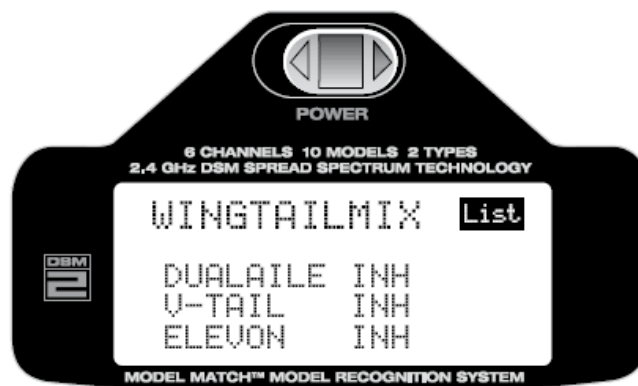 POWER
6 CHANNELS 10 MODELS 2 TYPES
2.4 GHz DSM SPREAD SPECTRUM TECHNOLOGY
WINGTAILMIX List
DSM
2
DUALAILE INH
V-TAIL INH
ELEVON INH
MODEL MATCH™ MODEL RECOGNITION SYSTEM